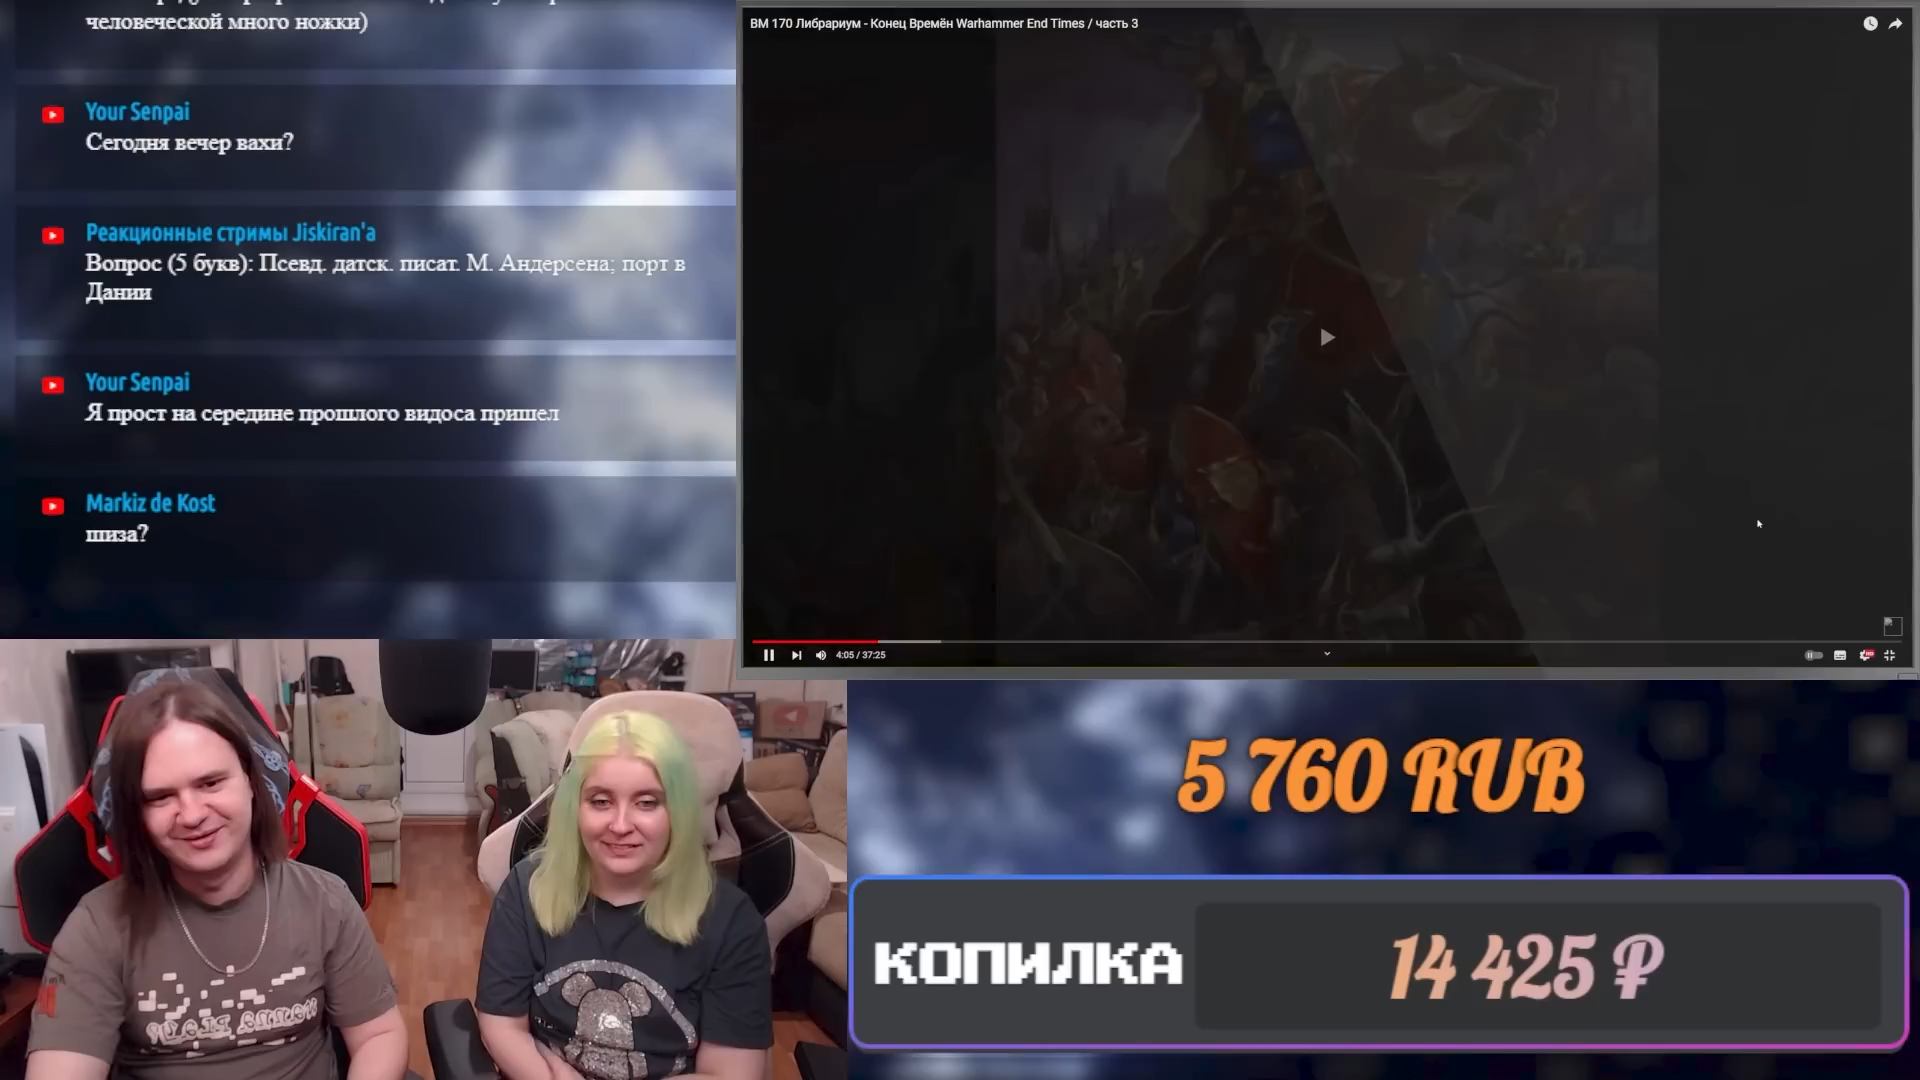 человеческой много ножки)
Your Senpai
Сегодня вечер вахи?
Реакционные стримы Jiskiran'a
Вопрос (5 букв): Псевд. датск. писат. М. Андерсена; порт в
Дании
Your Senpai
Я прост на середине прошлого видоса пришел
Markiz de Kost
шиза?
ВМ 170 Либрариум - Конец Времён Warhammer End Times / часть 3
4:05 / 37:25
5 760 RUB
КОПИЛКА
14 425 ₽